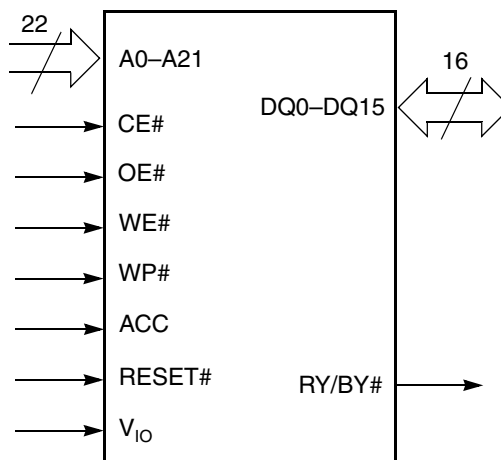 22
A0–A21
16
DQ0–DQ15
CE#
OE#
WE#
WP#
ACC
RESET#
RY/BY#
VIO